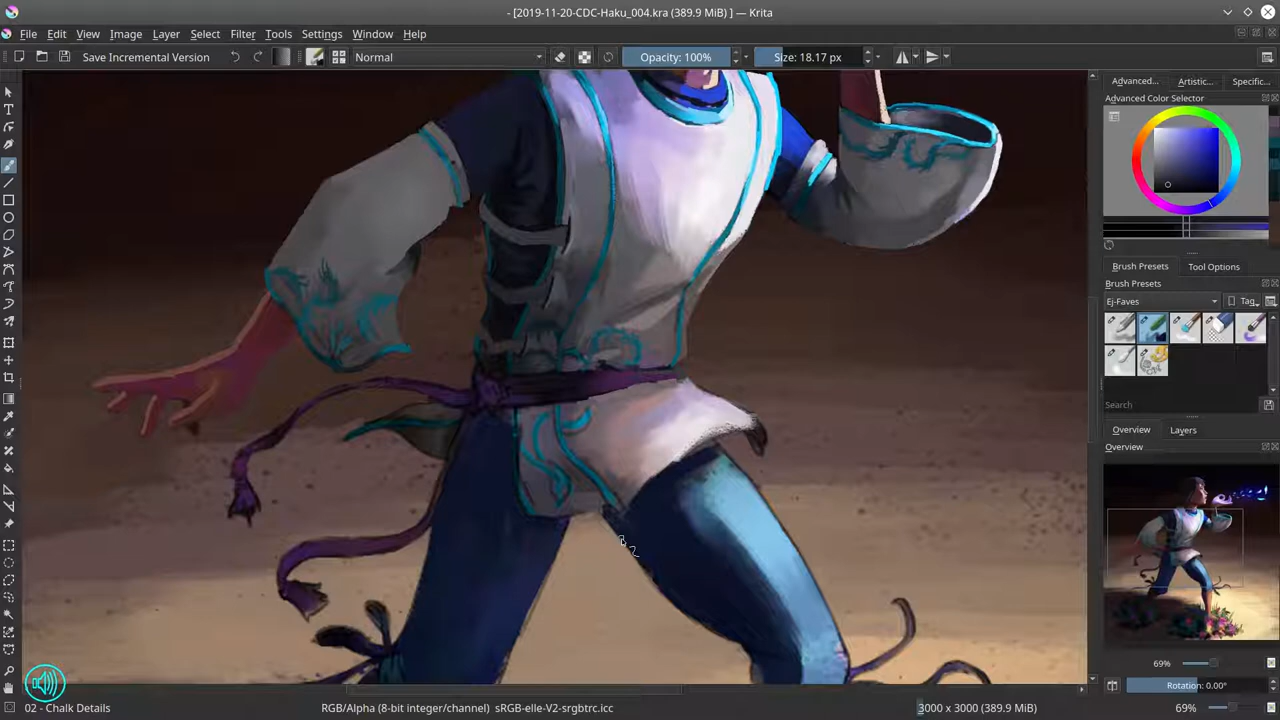 - [2019-11-20-CDC-Haku_004.kra (389.9 MiB) ] — Krita
File Edit View Image Layer Select Filter Tools Settings Window Help
Save Incremental Version Normal Opacity: 100% Size: 18.17 px
Advanced... Artistic... Specific...
Advanced Color Selector
Brush Presets Tool Options
Brush Presets
Ej-Faves Tag
Search
Overview Layers
Overview
69%
Rotation: 0.00°
02 - Chalk Details RGB/Alpha (8-bit integer/channel) sRGB-elle-V2-srgbtrc.icc 3000 x 3000 (389.9 MiB) 69%